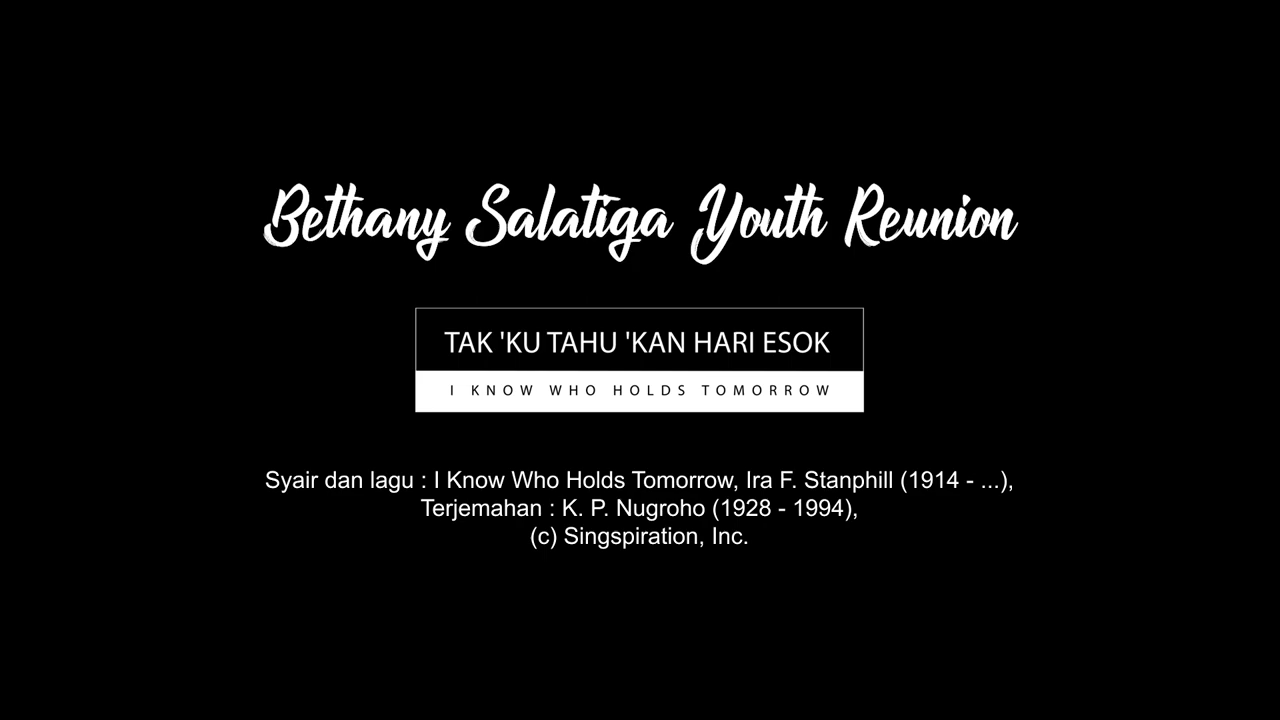 Bethany Salatiga Youth Reunion
TAK 'KU TAHU 'KAN HARI ESOK
I KNOW WHO HOLDS TOMORROW
Syair dan lagu : I Know Who Holds Tomorrow, Ira F. Stanphill (1914 - ...),
Terjemahan : K. P. Nugroho (1928 - 1994),
(c) Singspiration, Inc.